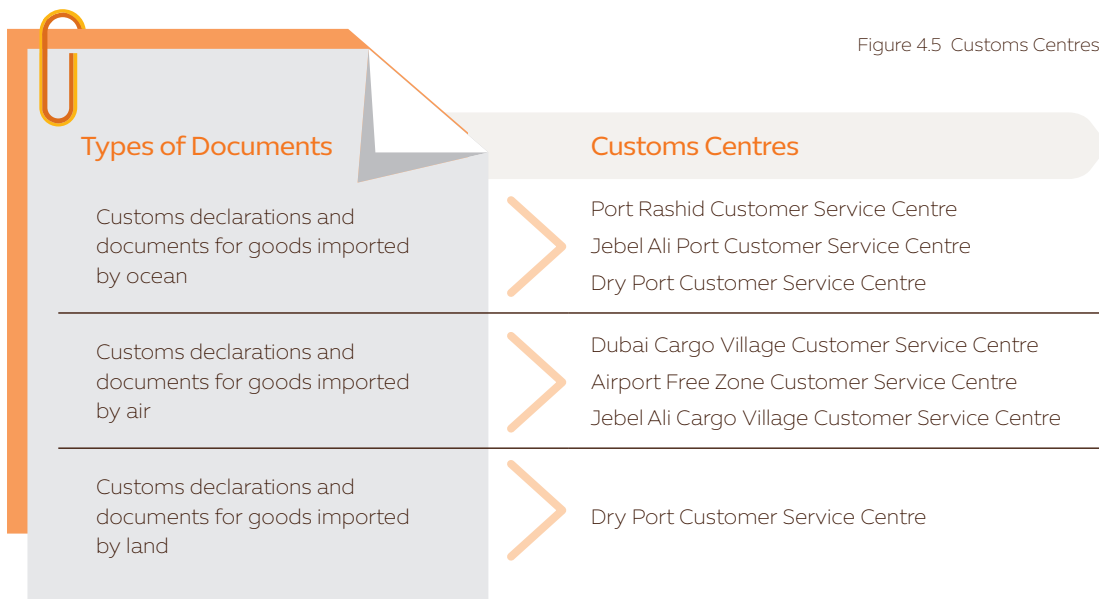 Figure 4.5 Customs Centres
Types of Documents
Customs Centres
Customs declarations and
documents for goods imported
by ocean
Port Rashid Customer Service Centre
Jebel Ali Port Customer Service Centre
Dry Port Customer Service Centre
Customs declarations and
documents for goods imported
by air
Dubai Cargo Village Customer Service Centre
Airport Free Zone Customer Service Centre
Jebel Ali Cargo Village Customer Service Centre
Customs declarations and
documents for goods imported
by land
Dry Port Customer Service Centre